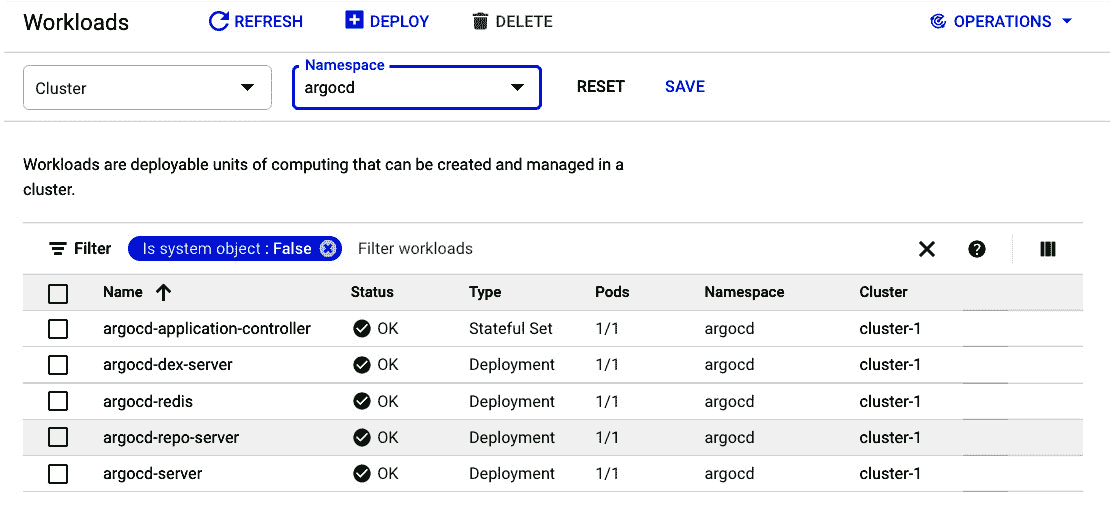 Workloads REFRESH DEPLOY DELETE OPERATIONS
Namespace
Cluster argocd RESET SAVE
Workloads are deployable units of computing that can be created and managed in a
cluster.
Filter Is system object : False Filter workloads
Name Status Type Pods Namespace Cluster
argocd-application-controller OK Stateful Set 1/1 argocd cluster-1
argocd-dex-server OK Deployment 1/1 argocd cluster-1
argocd-redis OK Deployment 1/1 argocd cluster-1
argocd-repo-server OK Deployment 1/1 argocd cluster-1
argocd-server OK Deployment 1/1 argocd cluster-1